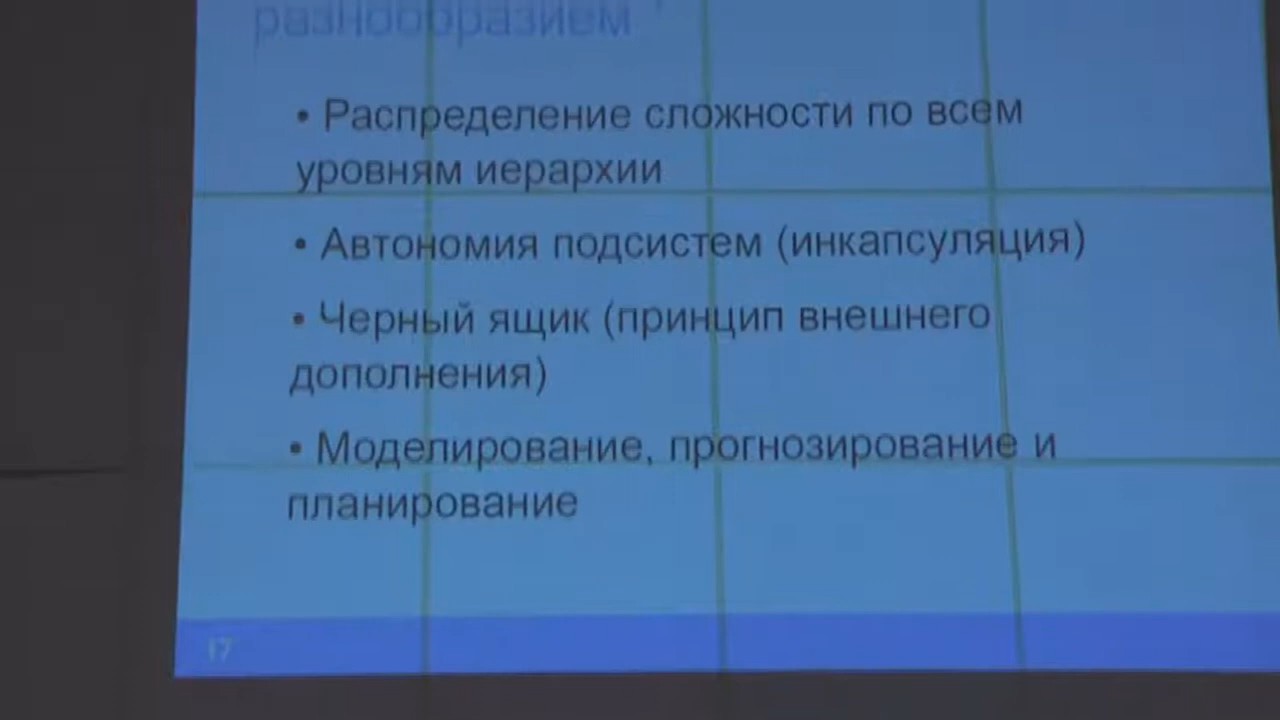 разнообразием
• Распределение сложности по всем
уровням иерархии
• Автономия подсистем (инкапсуляция)
• Черный ящик (принцип внешнего
дополнения)
• Моделирование, прогнозирование и
планирование
17